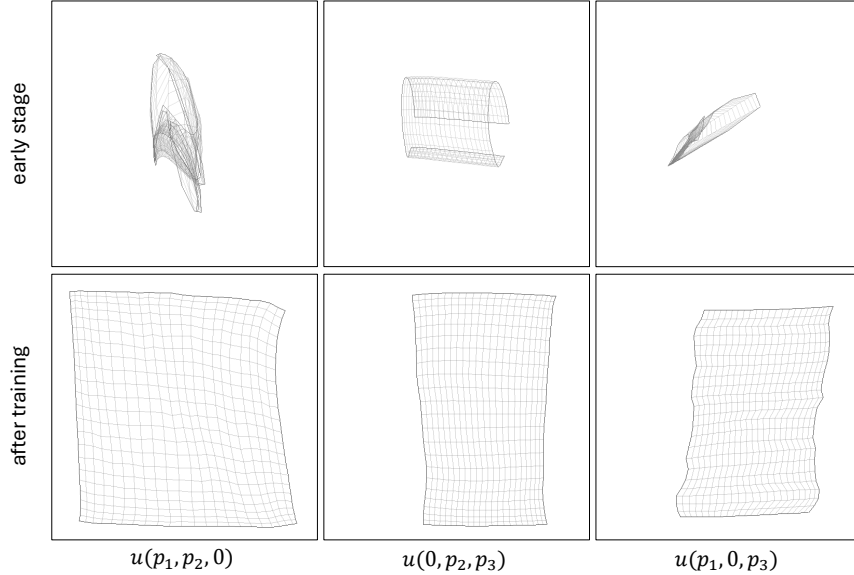 early stage
after training
u(p₁, p₂, 0)
u(0, p₂, p₃)
u(p₁, 0, p₃)